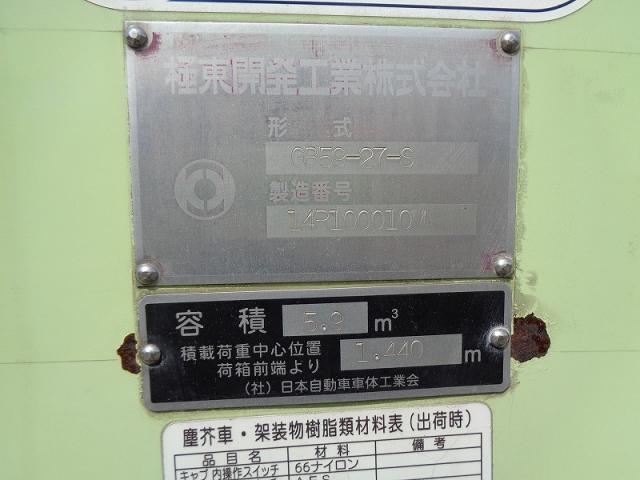 極東開発工業株式会社
形 式
GB59-27-S
製造番号
14P100010
容 積 5.9 m³
積載荷重中心位置
荷箱前端より 1.440 m
(社)日本自動車車体工業会
塵芥車・架装物樹脂類材料表(出荷時)
品 目 名 材 料 備 考
キャブ内操作スイッチ 66ナイロン